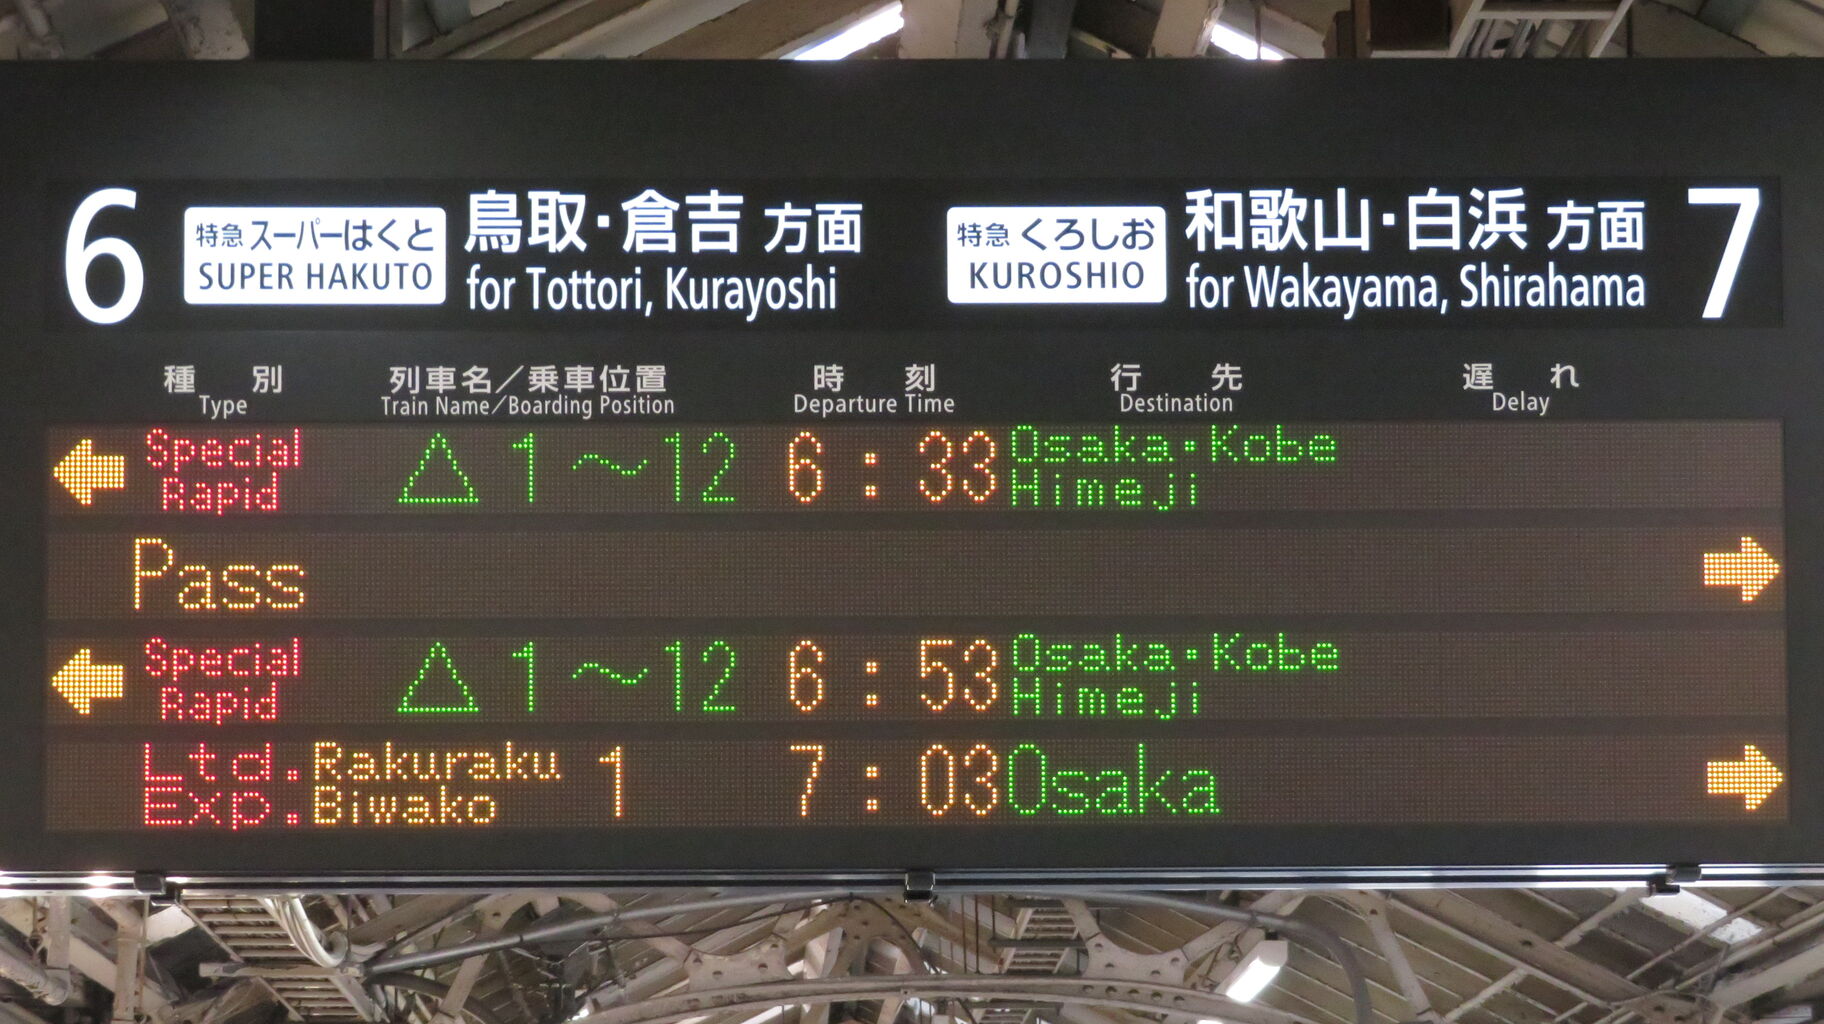 6 特急 スーパーはくと 鳥取・倉吉 方面 特急 くろしお 和歌山・白浜 方面 7
SUPER HAKUTO for Tottori, Kurayoshi KUROSHIO for Wakayama, Shirahama
種別 列車名/乗車位置 時刻 行先 遅れ
Type Train Name/Boarding Position Departure Time Destination Delay
← Special Rapid △ 1～12 6:33 Osaka・Kobe Himeji
Pass →
← Special Rapid △ 1～12 6:53 Osaka・Kobe Himeji
Ltd. Exp. Rakuraku Biwako 1 7:03 Osaka →